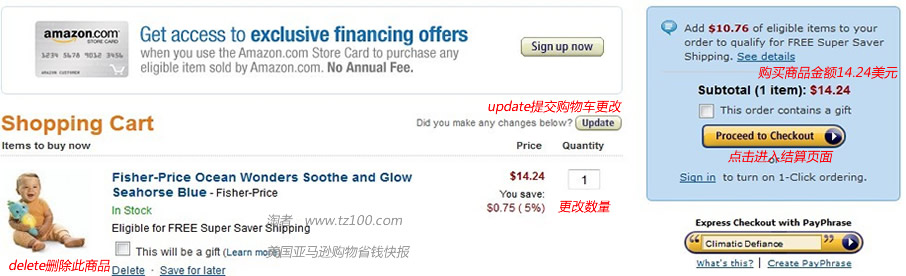 amazon.com
STORE CARD
1234 5678 9012 3456
AMAZON CUSTOMER
Get access to exclusive financing offers
when you use the Amazon.com Store Card to purchase any
eligible item sold by Amazon.com. No Annual Fee.
Sign up now
Add $10.76 of eligible items to your
order to qualify for FREE Super Saver
Shipping. See details
购买商品金额14.24美元
Subtotal (1 item): $14.24
This order contains a gift
Proceed to Checkout
or
点击进入结算页面
Sign in to turn on 1-Click ordering.
update提交购物车更改
Shopping Cart
Did you make any changes below? Update
Items to buy now
Price
Quantity
Fisher-Price Ocean Wonders Soothe and Glow
Seahorse Blue - Fisher-Price
In Stock
Eligible for FREE Super Saver Shipping
This will be a gift (Learn more)
Delete · Save for later
$14.24
You save:
$0.75 ( 5%)
1
更改数量
淘者 www.tz100.com
美国亚马逊购物省钱快报
delete删除此商品
Express Checkout with PayPhrase
“ Climatic Defiance ”
What's this? | Create PayPhrase